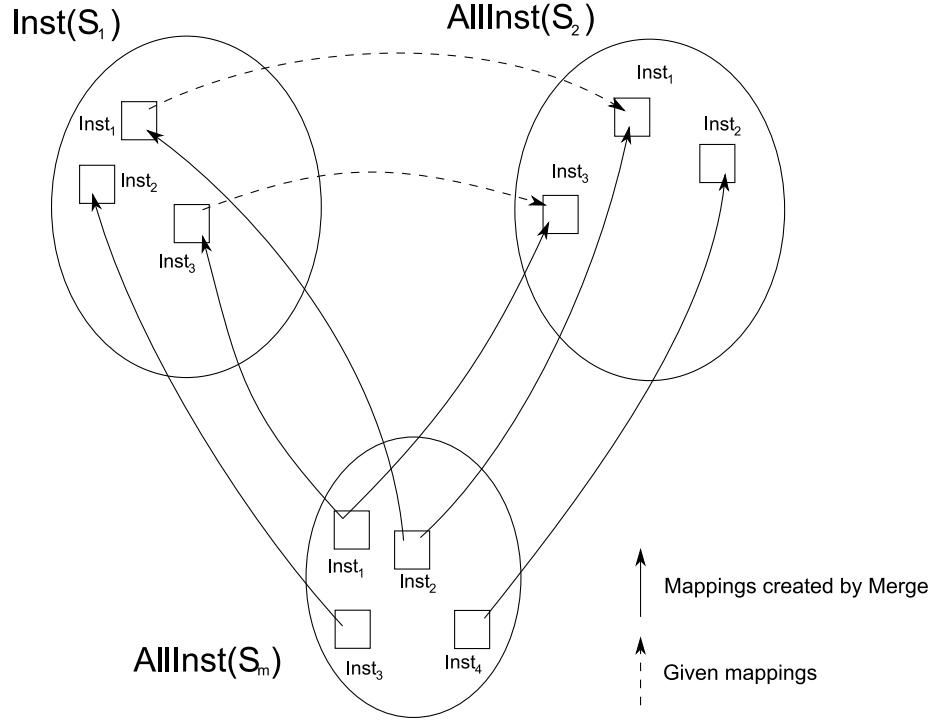 Inst(S₁)
AllInst(S₂)
Inst₁
Inst₂
Inst₃
Inst₁
Inst₂
Inst₃
Inst₁
Inst₂
Inst₃
Inst₄
AllInst(Sₘ)
Mappings created by Merge
Given mappings